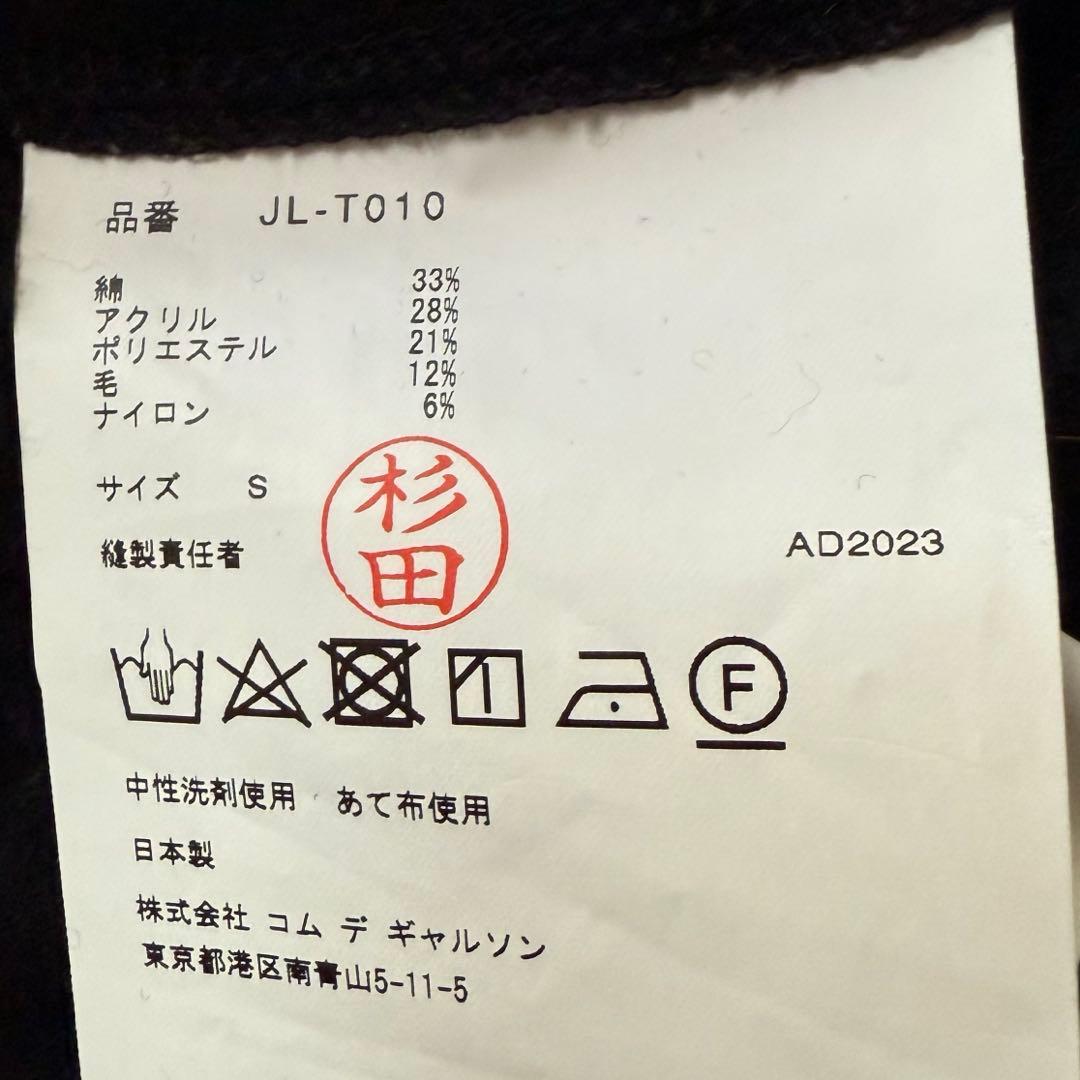 品番 JL-T010
綿 33%
アクリル 28%
ポリエステル 21%
毛 12%
ナイロン 6%
サイズ S
杉田
縫製責任者
AD2023
F
中性洗剤使用 あて布使用
日本製
株式会社 コム デ ギャルソン
東京都港区南青山5-11-5